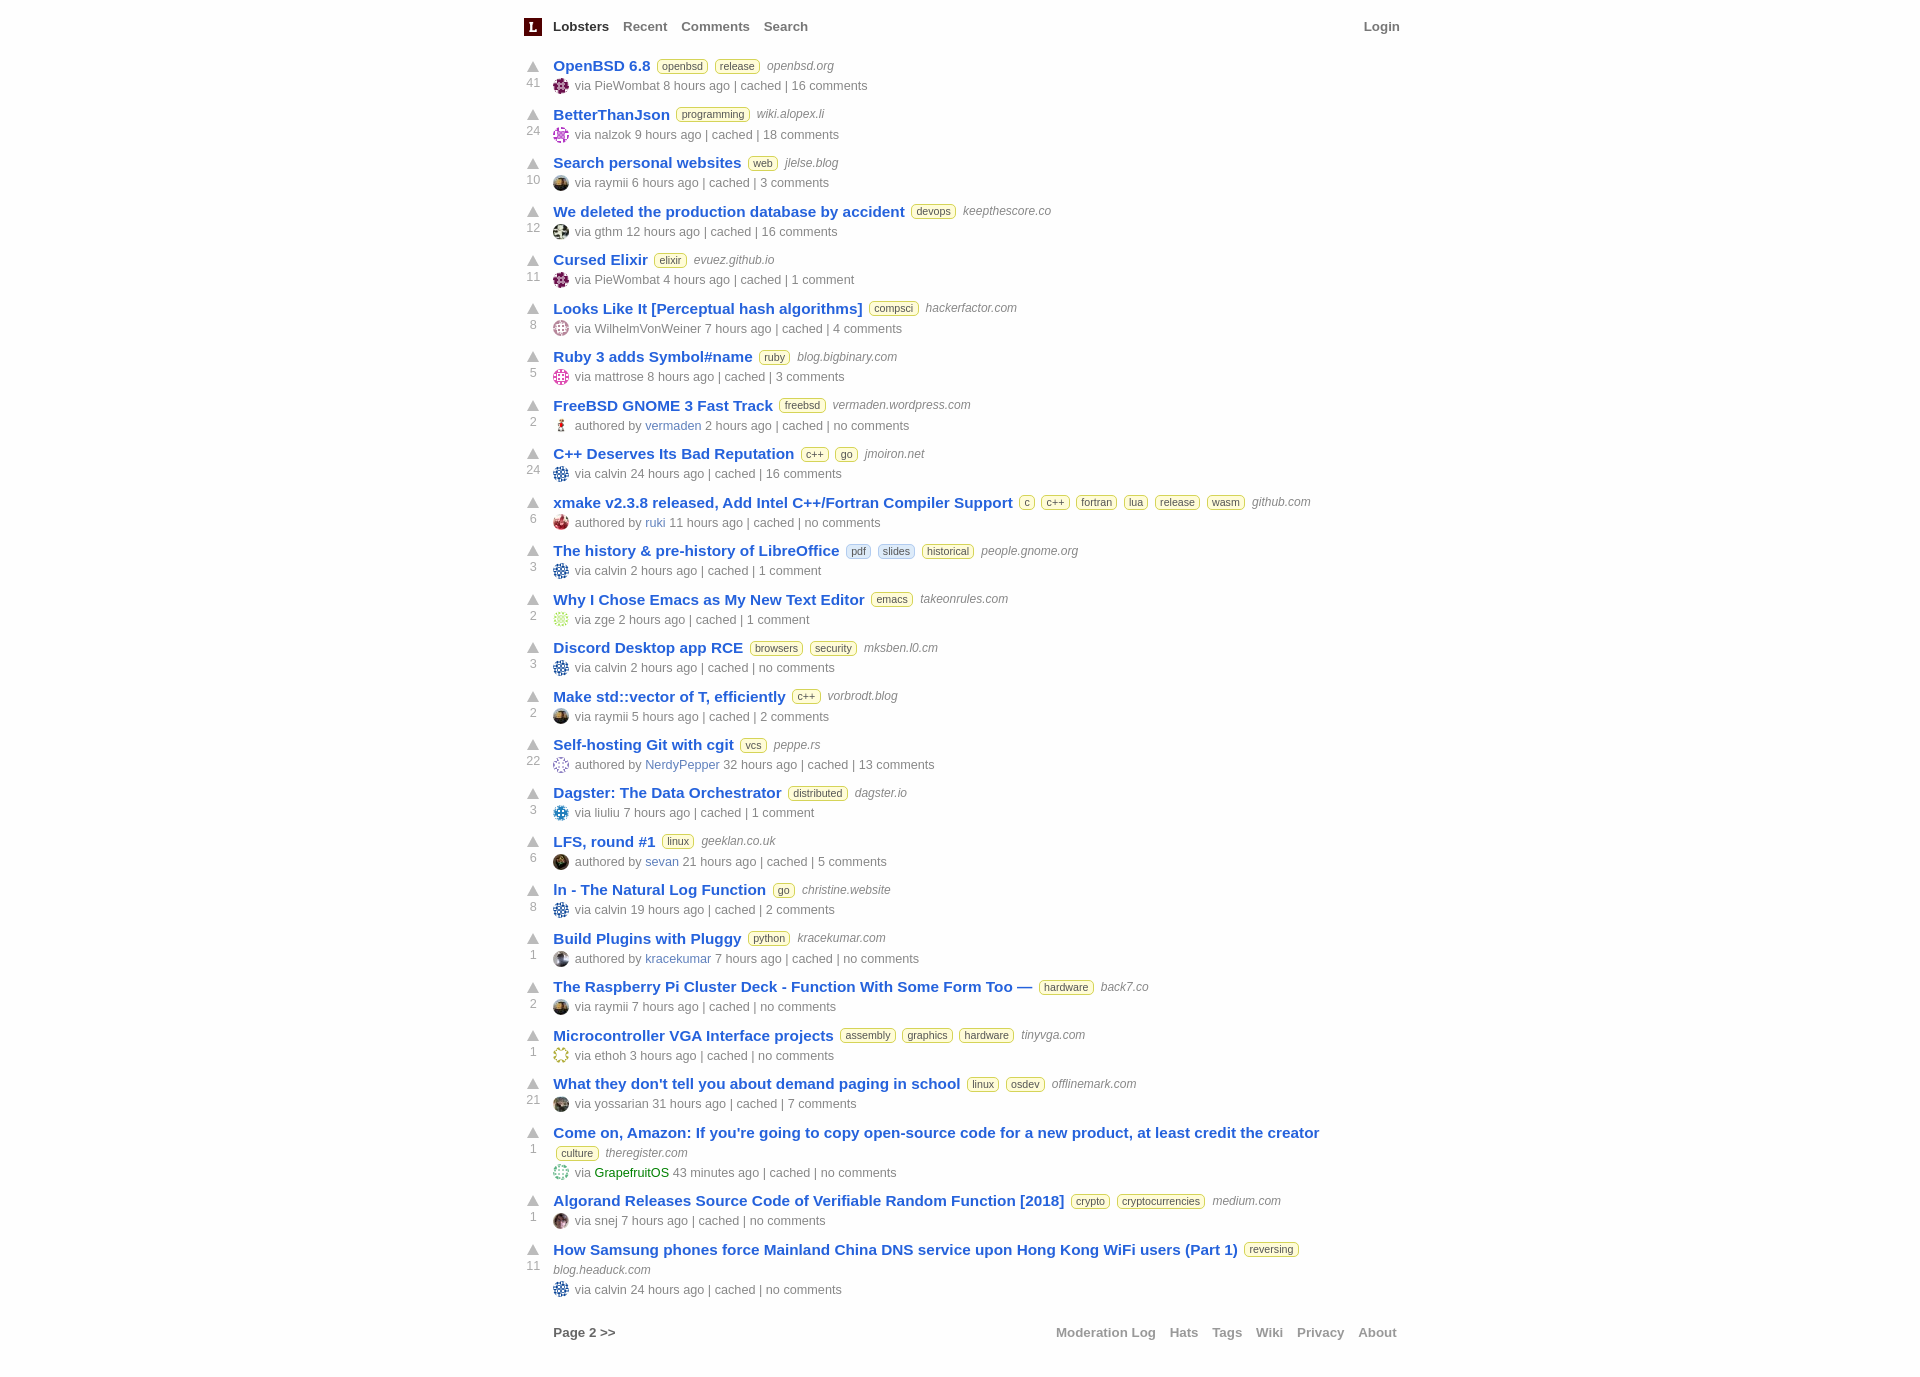 L Lobsters Recent Comments Search Login
OpenBSD 6.8 openbsd release openbsd.org
41
via PieWombat 8 hours ago | cached | 16 comments
BetterThanJson programming wiki.alopex.li
24
via nalzok 9 hours ago | cached | 18 comments
Search personal websites web jlelse.blog
10
via raymii 6 hours ago | cached | 3 comments
We deleted the production database by accident devops keepthescore.co
12
via gthm 12 hours ago | cached | 16 comments
Cursed Elixir elixir evuez.github.io
11
via PieWombat 4 hours ago | cached | 1 comment
Looks Like It [Perceptual hash algorithms] compsci hackerfactor.com
8
via WilhelmVonWeiner 7 hours ago | cached | 4 comments
Ruby 3 adds Symbol#name ruby blog.bigbinary.com
5
via mattrose 8 hours ago | cached | 3 comments
FreeBSD GNOME 3 Fast Track freebsd vermaden.wordpress.com
2
authored by vermaden 2 hours ago | cached | no comments
C++ Deserves Its Bad Reputation c++ go jmoiron.net
24
via calvin 24 hours ago | cached | 16 comments
xmake v2.3.8 released, Add Intel C++/Fortran Compiler Support c c++ fortran lua release wasm github.com
6
authored by ruki 11 hours ago | cached | no comments
The history & pre-history of LibreOffice pdf slides historical people.gnome.org
3
via calvin 2 hours ago | cached | 1 comment
Why I Chose Emacs as My New Text Editor emacs takeonrules.com
2
via zge 2 hours ago | cached | 1 comment
Discord Desktop app RCE browsers security mksben.l0.cm
3
via calvin 2 hours ago | cached | no comments
Make std::vector of T, efficiently c++ vorbrodt.blog
2
via raymii 5 hours ago | cached | 2 comments
Self-hosting Git with cgit vcs peppe.rs
22
authored by NerdyPepper 32 hours ago | cached | 13 comments
Dagster: The Data Orchestrator distributed dagster.io
3
via liuliu 7 hours ago | cached | 1 comment
LFS, round #1 linux geeklan.co.uk
6
authored by sevan 21 hours ago | cached | 5 comments
ln - The Natural Log Function go christine.website
8
via calvin 19 hours ago | cached | 2 comments
Build Plugins with Pluggy python kracekumar.com
1
authored by kracekumar 7 hours ago | cached | no comments
The Raspberry Pi Cluster Deck - Function With Some Form Too — hardware back7.co
2
via raymii 7 hours ago | cached | no comments
Microcontroller VGA Interface projects assembly graphics hardware tinyvga.com
1
via ethoh 3 hours ago | cached | no comments
What they don't tell you about demand paging in school linux osdev offlinemark.com
21
via yossarian 31 hours ago | cached | 7 comments
Come on, Amazon: If you're going to copy open-source code for a new product, at least credit the creator
1
culture theregister.com
via GrapefruitOS 43 minutes ago | cached | no comments
Algorand Releases Source Code of Verifiable Random Function [2018] crypto cryptocurrencies medium.com
1
via snej 7 hours ago | cached | no comments
How Samsung phones force Mainland China DNS service upon Hong Kong WiFi users (Part 1) reversing
11
blog.headuck.com
via calvin 24 hours ago | cached | no comments
Page 2 >> Moderation Log Hats Tags Wiki Privacy About